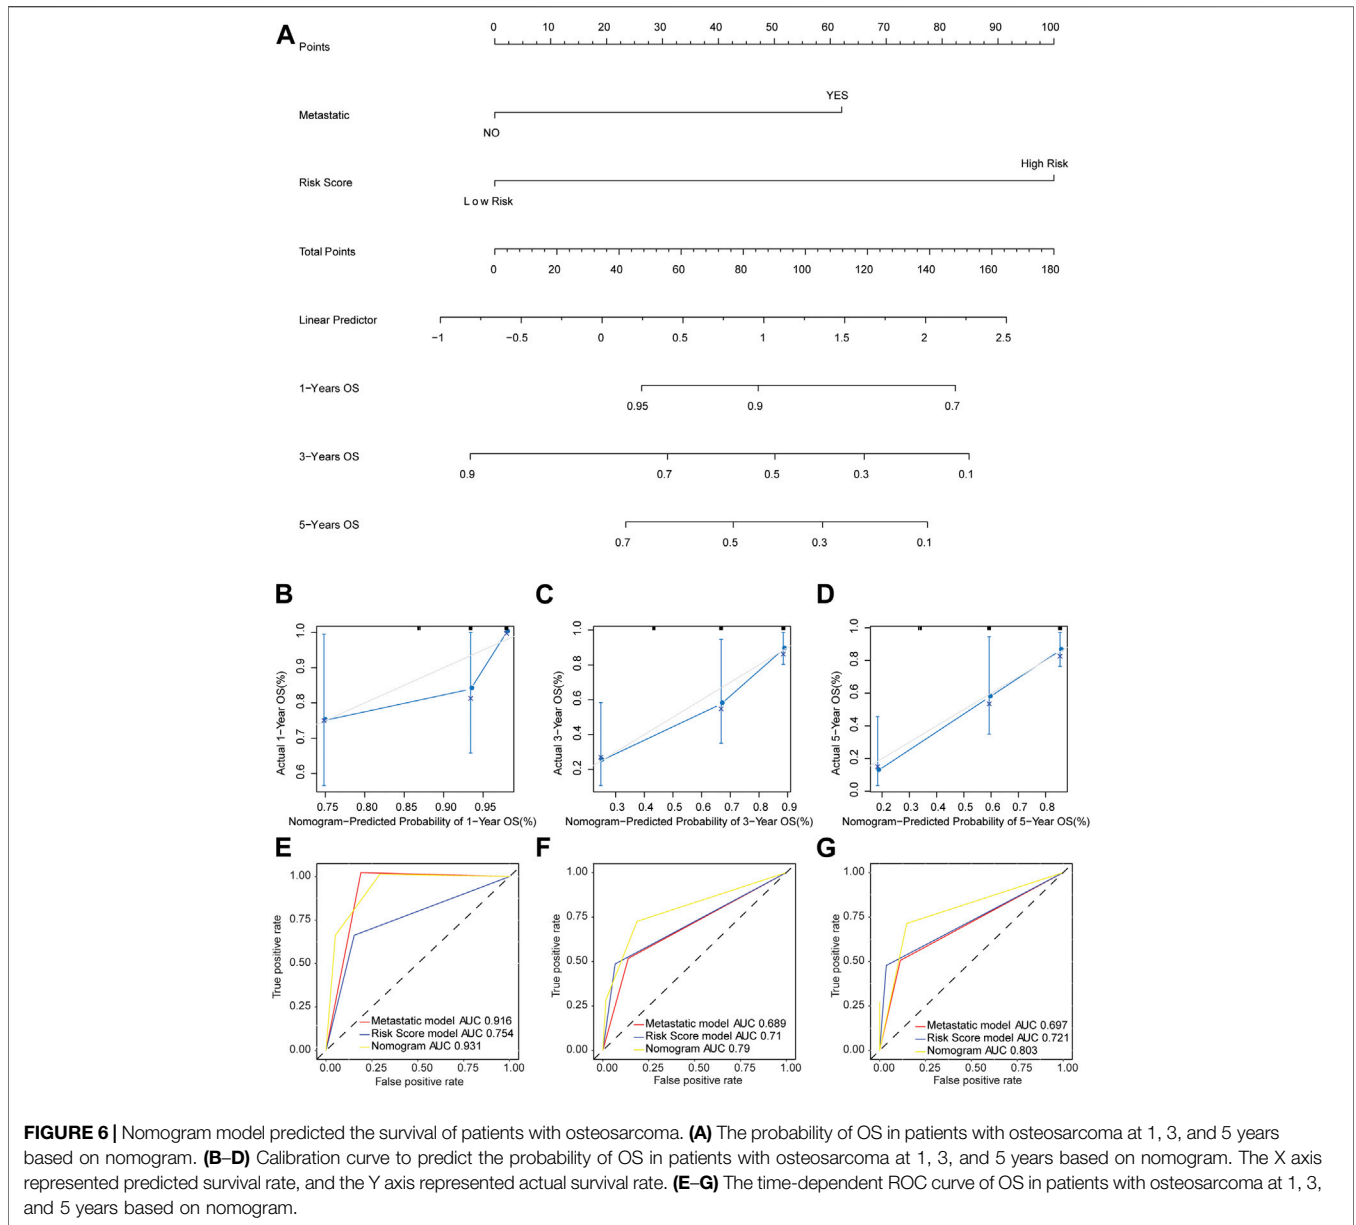 A
Points
0 10 20 30 40 50 60 70 80 90 100
Metastatic
YES
NO
Risk Score
High Risk
Low Risk
Total Points
0 20 40 60 80 100 120 140 160 180
Linear Predictor
−1 −0.5 0 0.5 1 1.5 2 2.5
1−Years OS
0.95 0.9 0.7
3−Years OS
0.9 0.7 0.5 0.3 0.1
5−Years OS
0.7 0.5 0.3 0.1
B
Actual 1−Year OS(%)
1.0
0.9
0.8
0.7
0.6
0.75 0.80 0.85 0.90 0.95
Nomogram−Predicted Probability of 1−Year OS(%)
C
Actual 3−Year OS(%)
1.0
0.8
0.6
0.4
0.2
0.3 0.4 0.5 0.6 0.7 0.8 0.9
Nomogram−Predicted Probability of 3−Year OS(%)
D
Actual 5−Year OS(%)
1.0
0.8
0.6
0.4
0.2
0.0
0.2 0.3 0.4 0.5 0.6 0.7 0.8
Nomogram−Predicted Probability of 5−Year OS(%)
E
True positive rate
1.00
0.75
0.50
0.25
0.00
Metastatic model AUC 0.916
Risk Score model AUC 0.754
Nomogram AUC 0.931
0.00 0.25 0.50 0.75 1.00
False positive rate
F
True positive rate
1.00
0.75
0.50
0.25
0.00
Metastatic model AUC 0.689
Risk Score model AUC 0.71
Nomogram AUC 0.79
0.00 0.25 0.50 0.75 1.00
False positive rate
G
True positive rate
1.00
0.75
0.50
0.25
0.00
Metastatic model AUC 0.697
Risk Score model AUC 0.721
Nomogram AUC 0.803
0.00 0.25 0.50 0.75 1.00
False positive rate
FIGURE 6 | Nomogram model predicted the survival of patients with osteosarcoma. (A) The probability of OS in patients with osteosarcoma at 1, 3, and 5 years
based on nomogram. (B–D) Calibration curve to predict the probability of OS in patients with osteosarcoma at 1, 3, and 5 years based on nomogram. The X axis
represented predicted survival rate, and the Y axis represented actual survival rate. (E–G) The time-dependent ROC curve of OS in patients with osteosarcoma at 1, 3,
and 5 years based on nomogram.